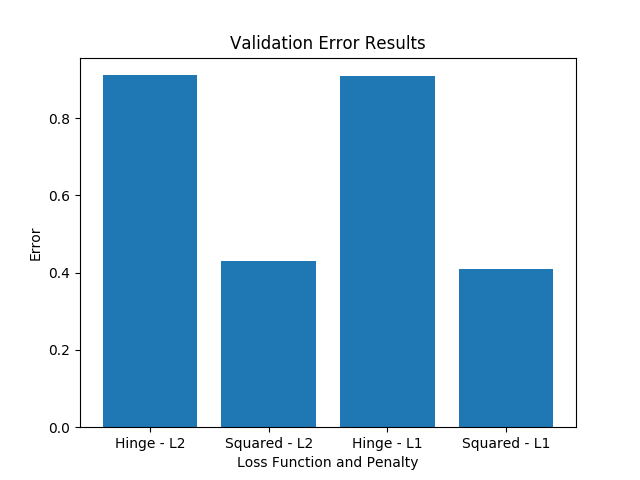 Validation Error Results
Error
0.8
0.6
0.4
0.2
0.0
Hinge - L2 Squared - L2 Hinge - L1 Squared - L1
Loss Function and Penalty